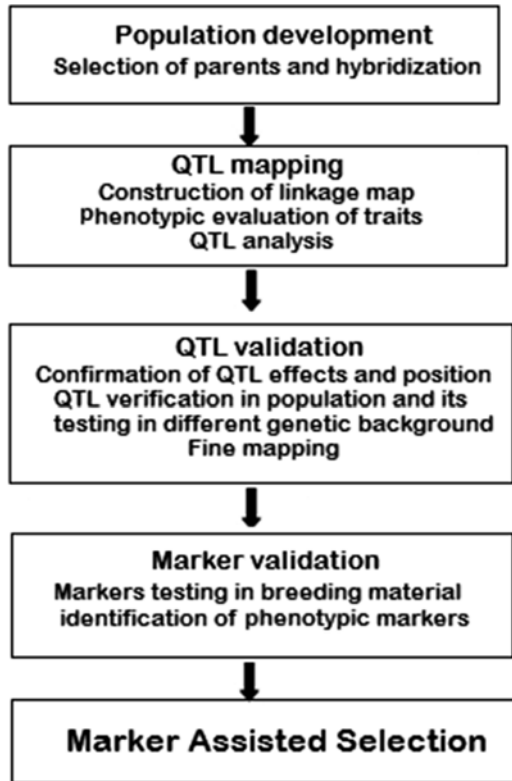 Population development
Selection of parents and hybridization
QTL mapping
Construction of linkage map
Phenotypic evaluation of traits
QTL analysis
QTL validation
Confirmation of QTL effects and position
QTL verification in population and its
testing in different genetic background
Fine mapping
Marker validation
Markers testing in breeding material
identification of phenotypic markers
Marker Assisted Selection